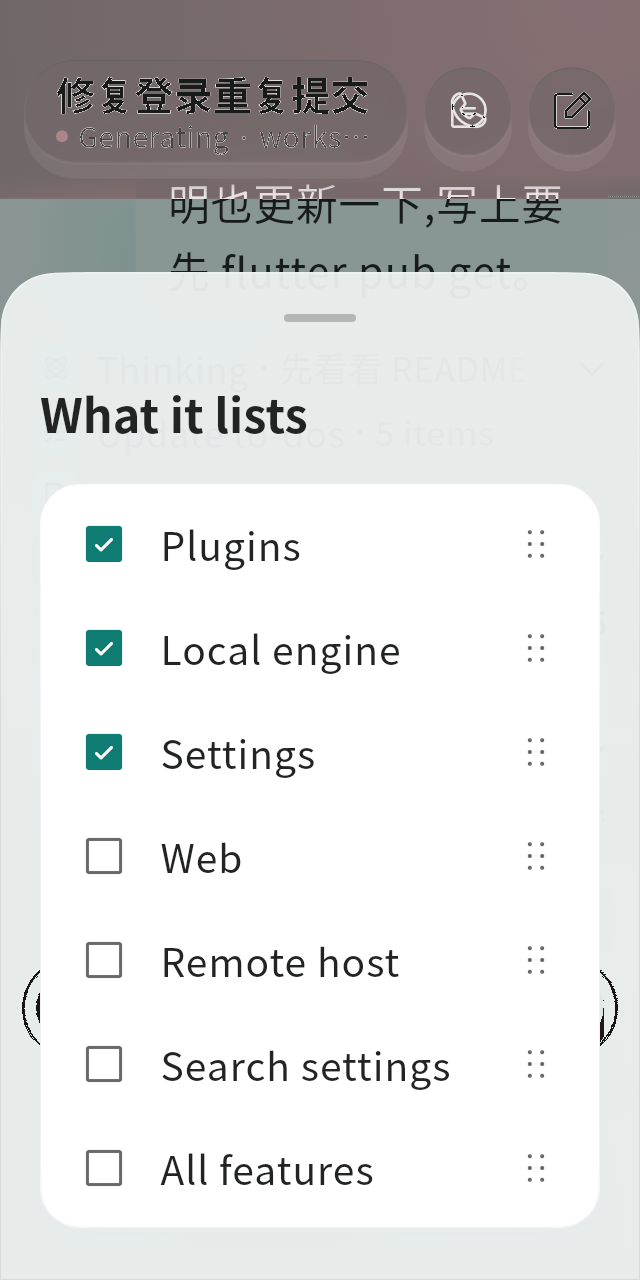 修复登录重复提交
Generating · works···
明也更新一下,写上要
先 flutter pub get。
Thinking • 先看看 README
What it lists
Update to-dos • 5 items
Plugins
Local engine
Settings
Web
Remote host
Search settings
All features